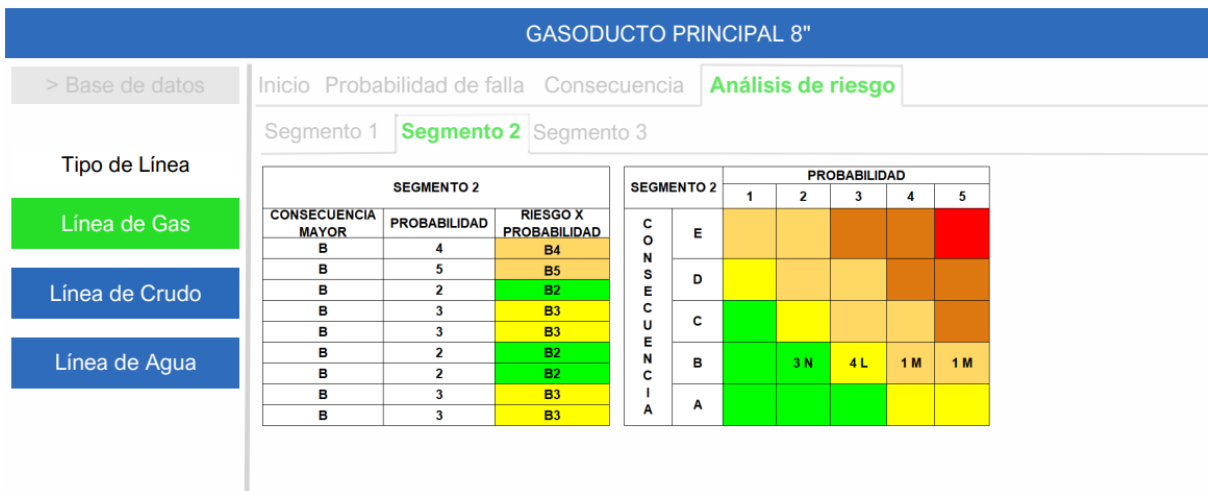 GASODUCTO PRINCIPAL 8"
> Base de datos
Inicio Probabilidad de falla Consecuencia Análisis de riesgo
Segmento 1 Segmento 2 Segmento 3
Tipo de Línea
Línea de Gas
Línea de Crudo
Línea de Agua
SEGMENTO 2
CONSECUENCIA MAYOR PROBABILIDAD RIESGO X PROBABILIDAD
B 4 B4
B 5 B5
B 2 B2
B 3 B3
B 3 B3
B 2 B2
B 2 B2
B 3 B3
B 3 B3
SEGMENTO 2 PROBABILIDAD
1 2 3 4 5
CONSECUENCIA
E
D
C
B 3 N 4 L 1 M 1 M
A